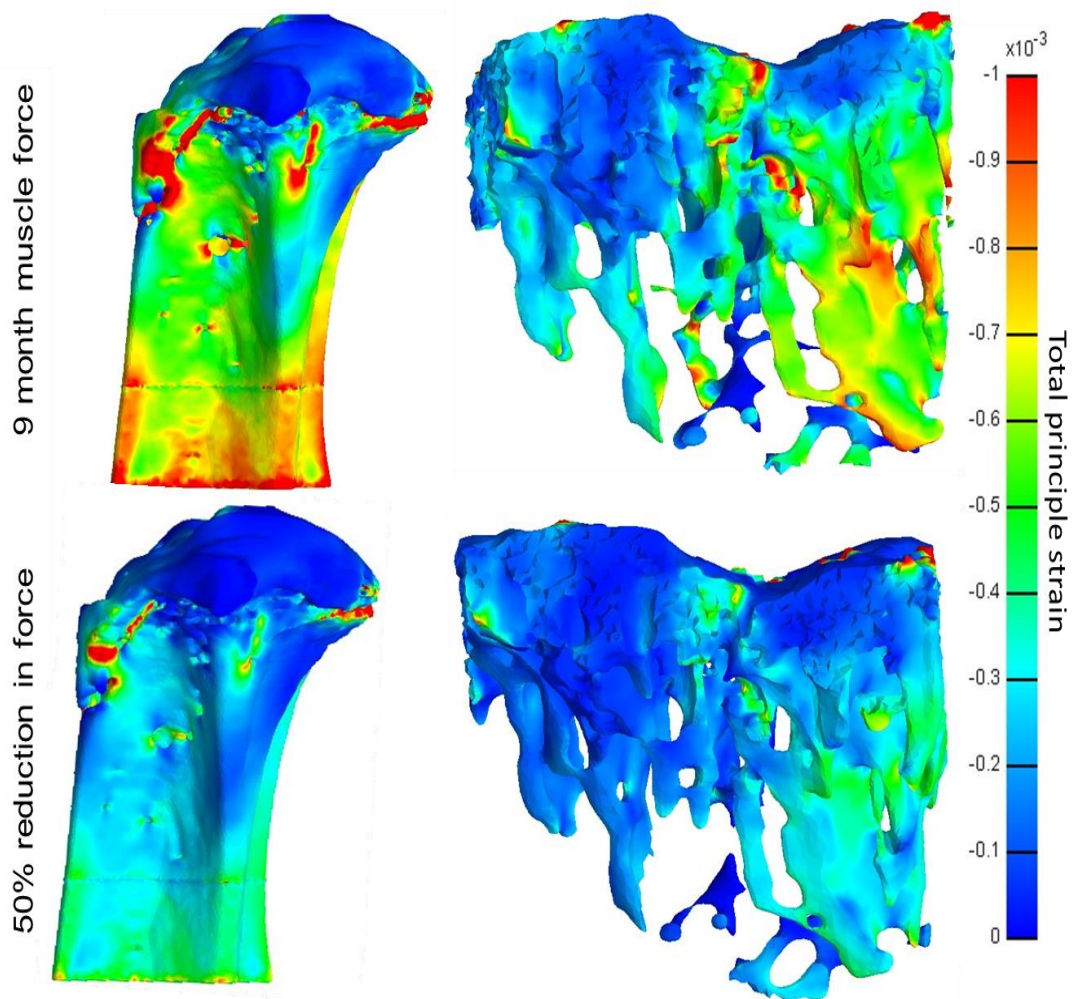 9 month muscle force
50% reduction in force
x10-3
-1
-0.9
-0.8
-0.7
-0.6
-0.5
-0.4
-0.3
-0.2
-0.1
0
Total principle strain